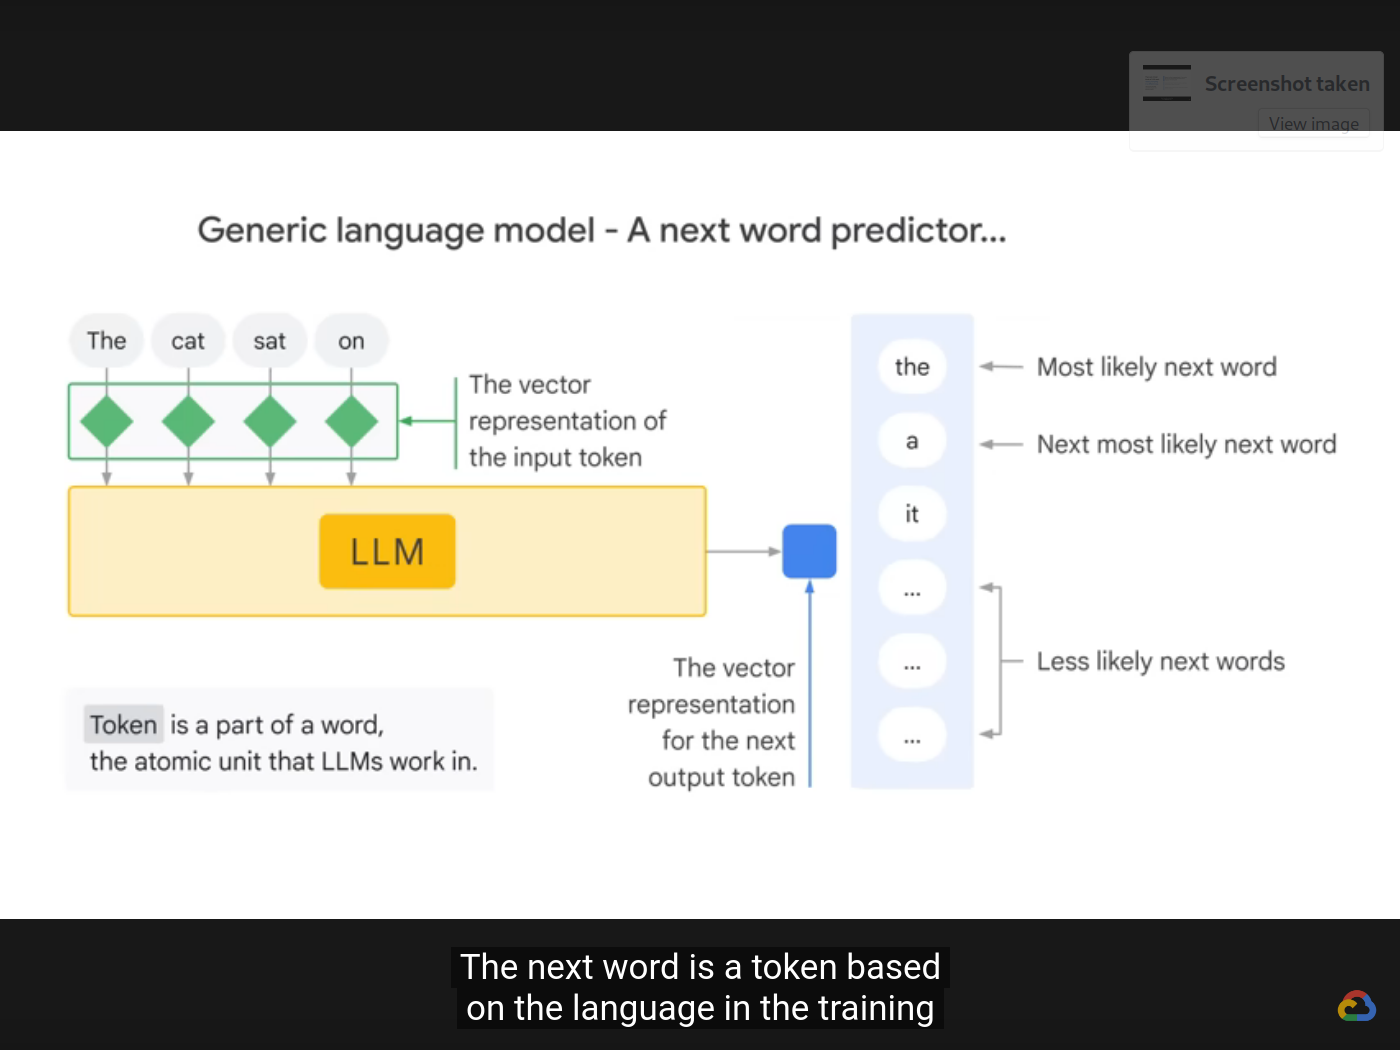 Screenshot taken
View image
Generic language model - A next word predictor...
The cat sat on
The vector
representation of
the input token
LLM
the
a
it
...
...
...
Most likely next word
Next most likely next word
Less likely next words
The vector
representation
for the next
output token
Token is a part of a word,
the atomic unit that LLMs work in.
The next word is a token based
on the language in the training